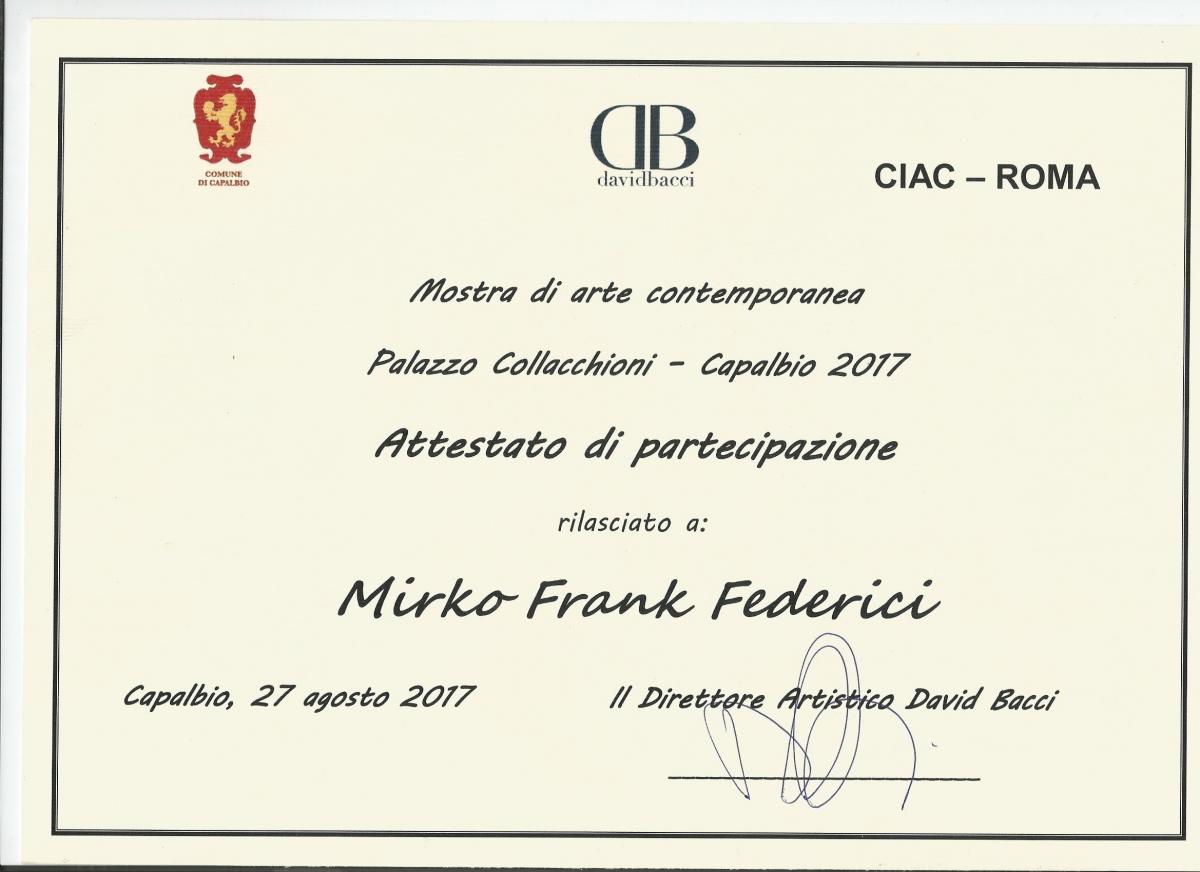 COMUNE
DI CAPALBIO
DB
davidbacci
CIAC – ROMA
Mostra di arte contemporanea
Palazzo Collacchioni – Capalbio 2017
Attestato di partecipazione
rilasciato a:
Mirko Frank Federici
Capalbio, 27 agosto 2017
Il Direttore Artistico David Bacci